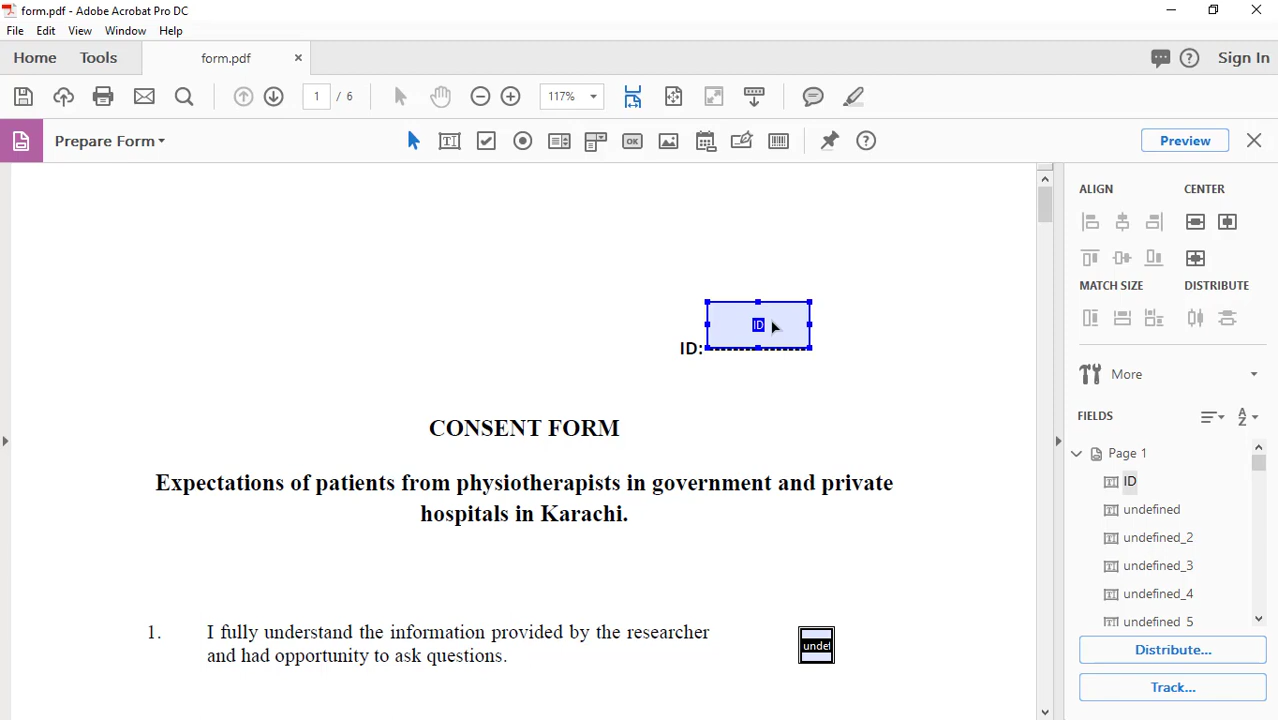 form.pdf - Adobe Acrobat Pro DC
File Edit View Window Help
Home Tools form.pdf Sign In
1 / 6 117%
Prepare Form Preview
ALIGN CENTER
MATCH SIZE DISTRIBUTE
More
FIELDS
Page 1
ID
undefined
undefined_2
undefined_3
undefined_4
undefined_5
Distribute...
Track...
OK
ID
ID:
CONSENT FORM
Expectations of patients from physiotherapists in government and private
hospitals in Karachi.
1. I fully understand the information provided by the researcher
and had opportunity to ask questions.
undef